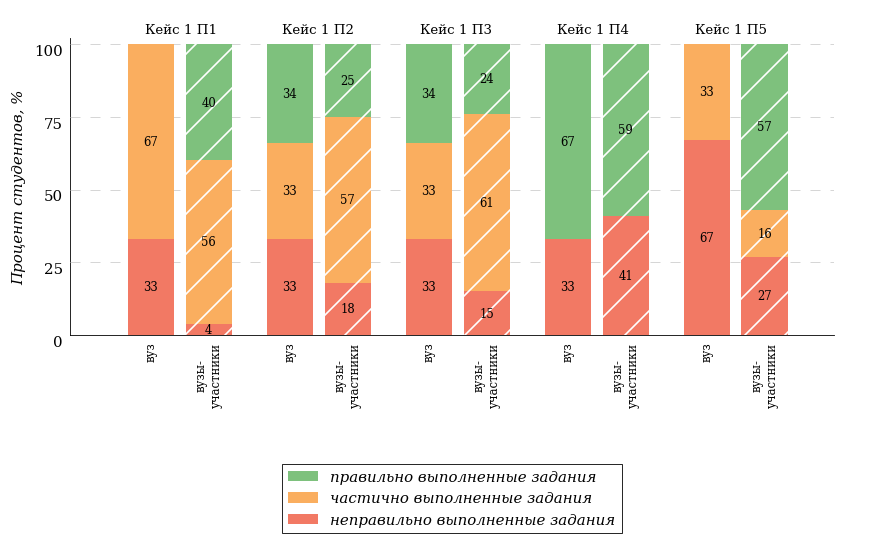 Кейс 1 П1 Кейс 1 П2 Кейс 1 П3 Кейс 1 П4 Кейс 1 П5
Процент студентов, %
100
75
50
25
0
67
33
40
56
4
34
33
33
25
57
18
34
33
33
24
61
15
67
33
59
41
33
67
57
16
27
вуз
вузы-
участники
вуз
вузы-
участники
вуз
вузы-
участники
вуз
вузы-
участники
вуз
вузы-
участники
правильно выполненные задания
частично выполненные задания
неправильно выполненные задания